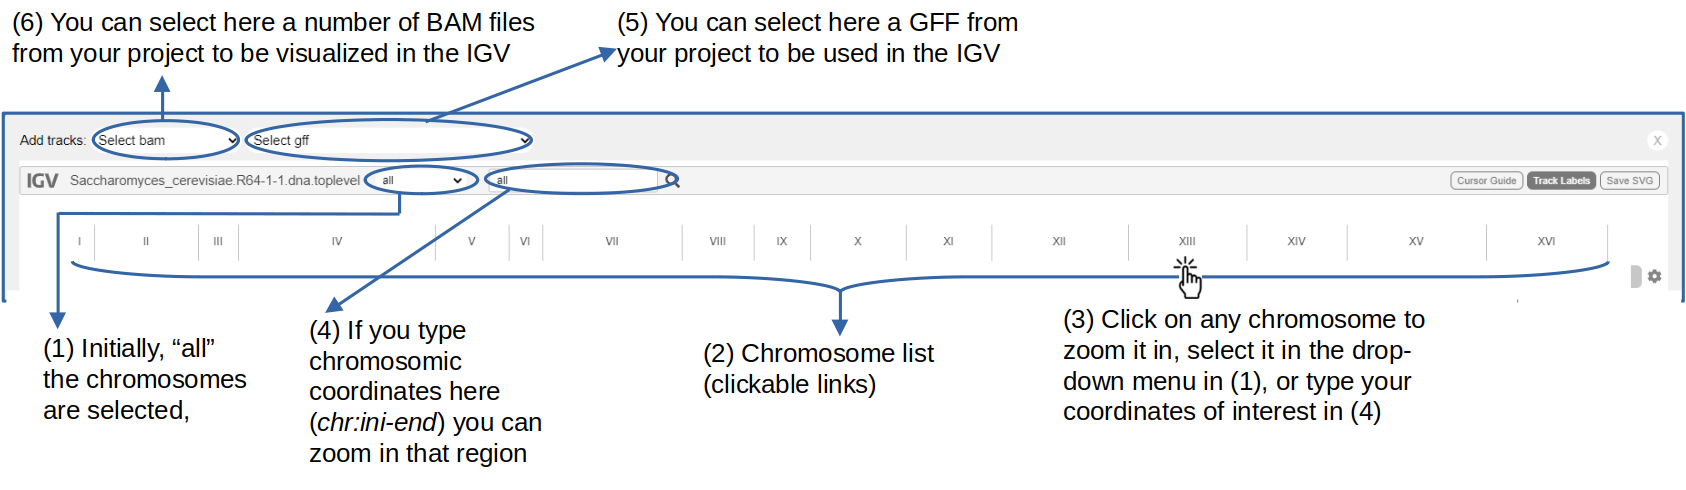 (6) You can select here a number of BAM files
from your project to be visualized in the IGV
(5) You can select here a GFF from
your project to be used in the IGV
Add tracks: Select bam Select gff X
IGV Saccharomyces_cerevisiae.R64-1-1.dna.toplevel all all Cursor Guide Track Labels Save SVG
I II III IV V VI VII VIII IX X XI XII XIII XIV XV XVI
(1) Initially, “all”
the chromosomes
are selected,
(4) If you type
chromosomic
coordinates here
(chr:ini-end) you can
zoom in that region
(2) Chromosome list
(clickable links)
(3) Click on any chromosome to
zoom it in, select it in the drop-
down menu in (1), or type your
coordinates of interest in (4)